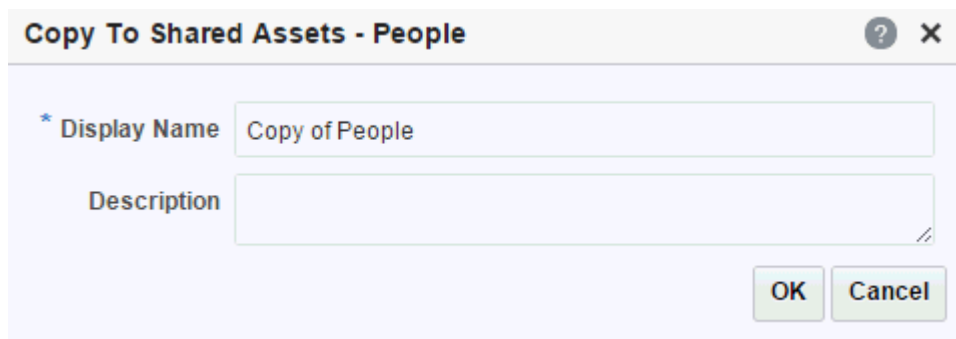 Copy To Shared Assets - People
* Display Name Copy of People
Description
OK Cancel